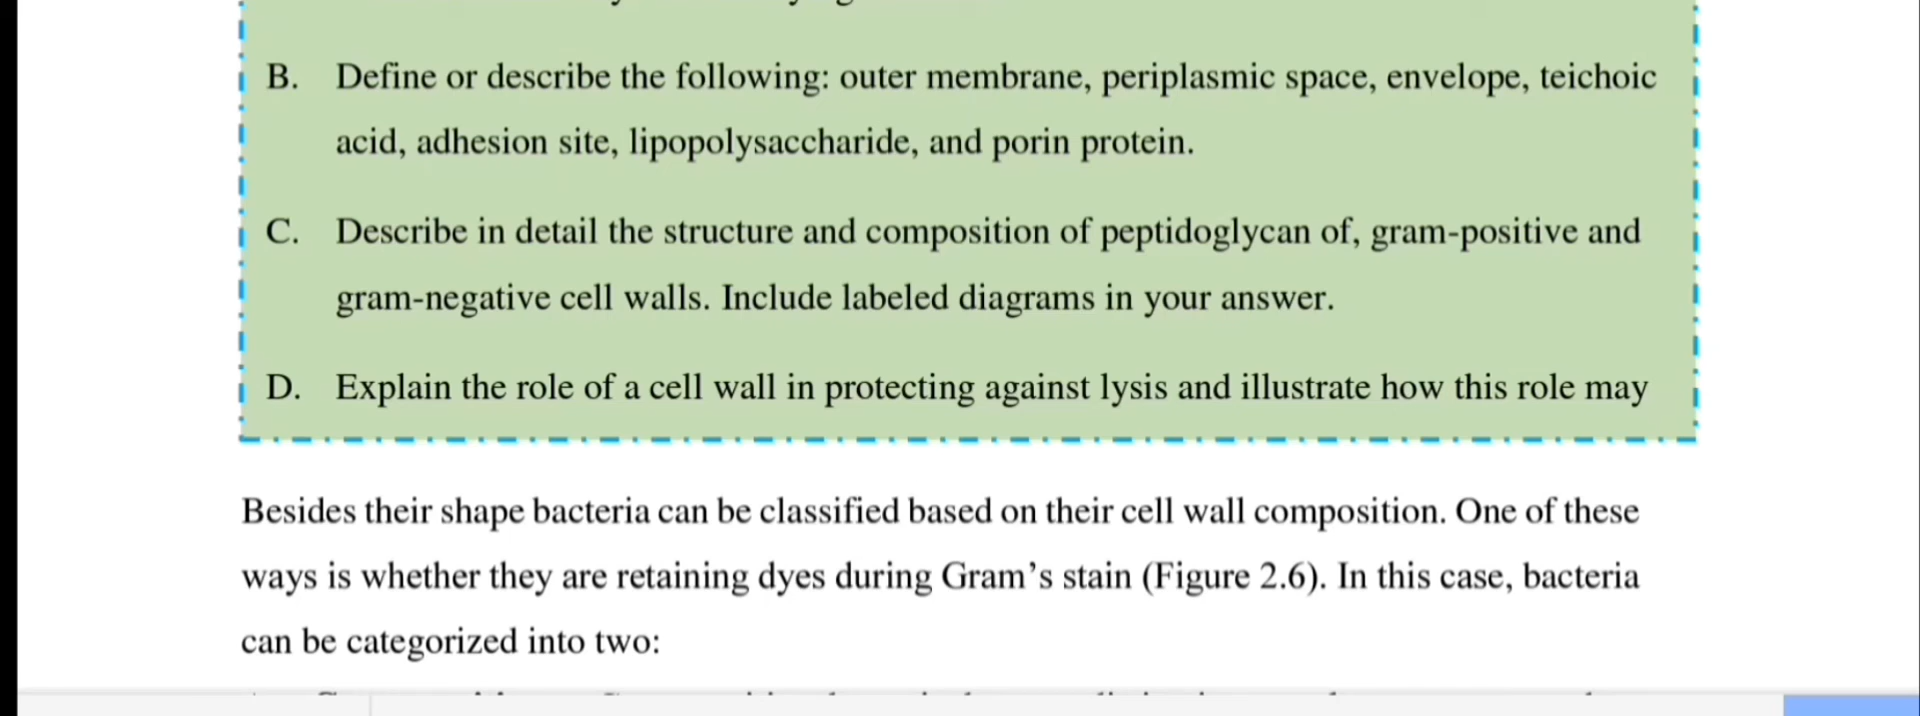 B. Define or describe the following: outer membrane, periplasmic space, envelope, teichoic
acid, adhesion site, lipopolysaccharide, and porin protein.
C. Describe in detail the structure and composition of peptidoglycan of, gram-positive and
gram-negative cell walls. Include labeled diagrams in your answer.
D. Explain the role of a cell wall in protecting against lysis and illustrate how this role may
Besides their shape bacteria can be classified based on their cell wall composition. One of these
ways is whether they are retaining dyes during Gram’s stain (Figure 2.6). In this case, bacteria
can be categorized into two: